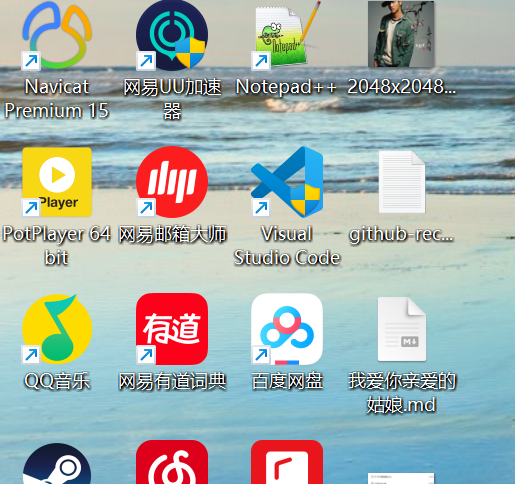 Navicat
Premium 15
网易UU加速
器
Notepad++
2048x2048...
Player
PotPlayer 64
bit
网易邮箱大师
Visual
Studio Code
github-rec...
QQ音乐
有道
网易有道词典
百度网盘
M
我爱你亲爱的
姑娘.md